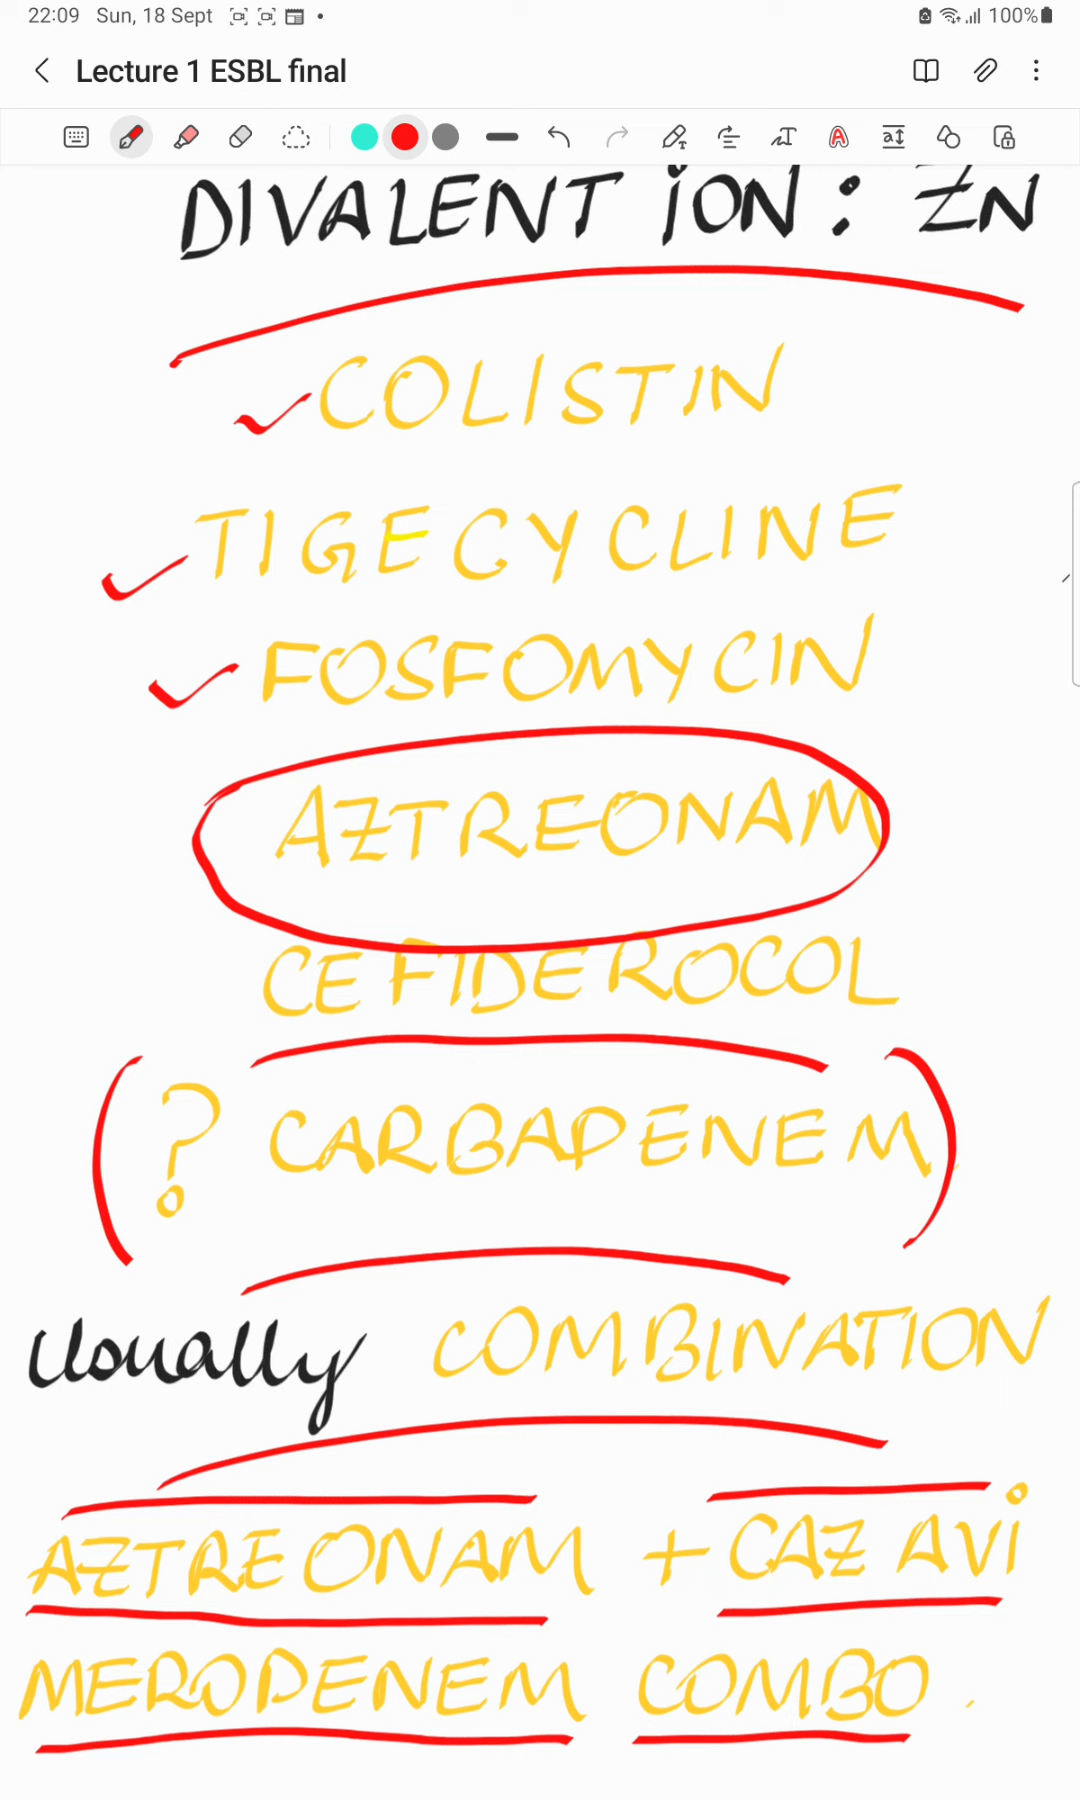 22:09 Sun, 18 Sept 100%
Lecture 1 ESBL final
DIVALENT ION : ZN
COLISTIN
TIGECYCLINE
FOSFOMYCIN
AZTREONAM
CEFIDEROCOL
? CARBAPENEM
Usually COMBINATION
AZTREONAM + CAZ AVI
MEROPENEM COMBO.